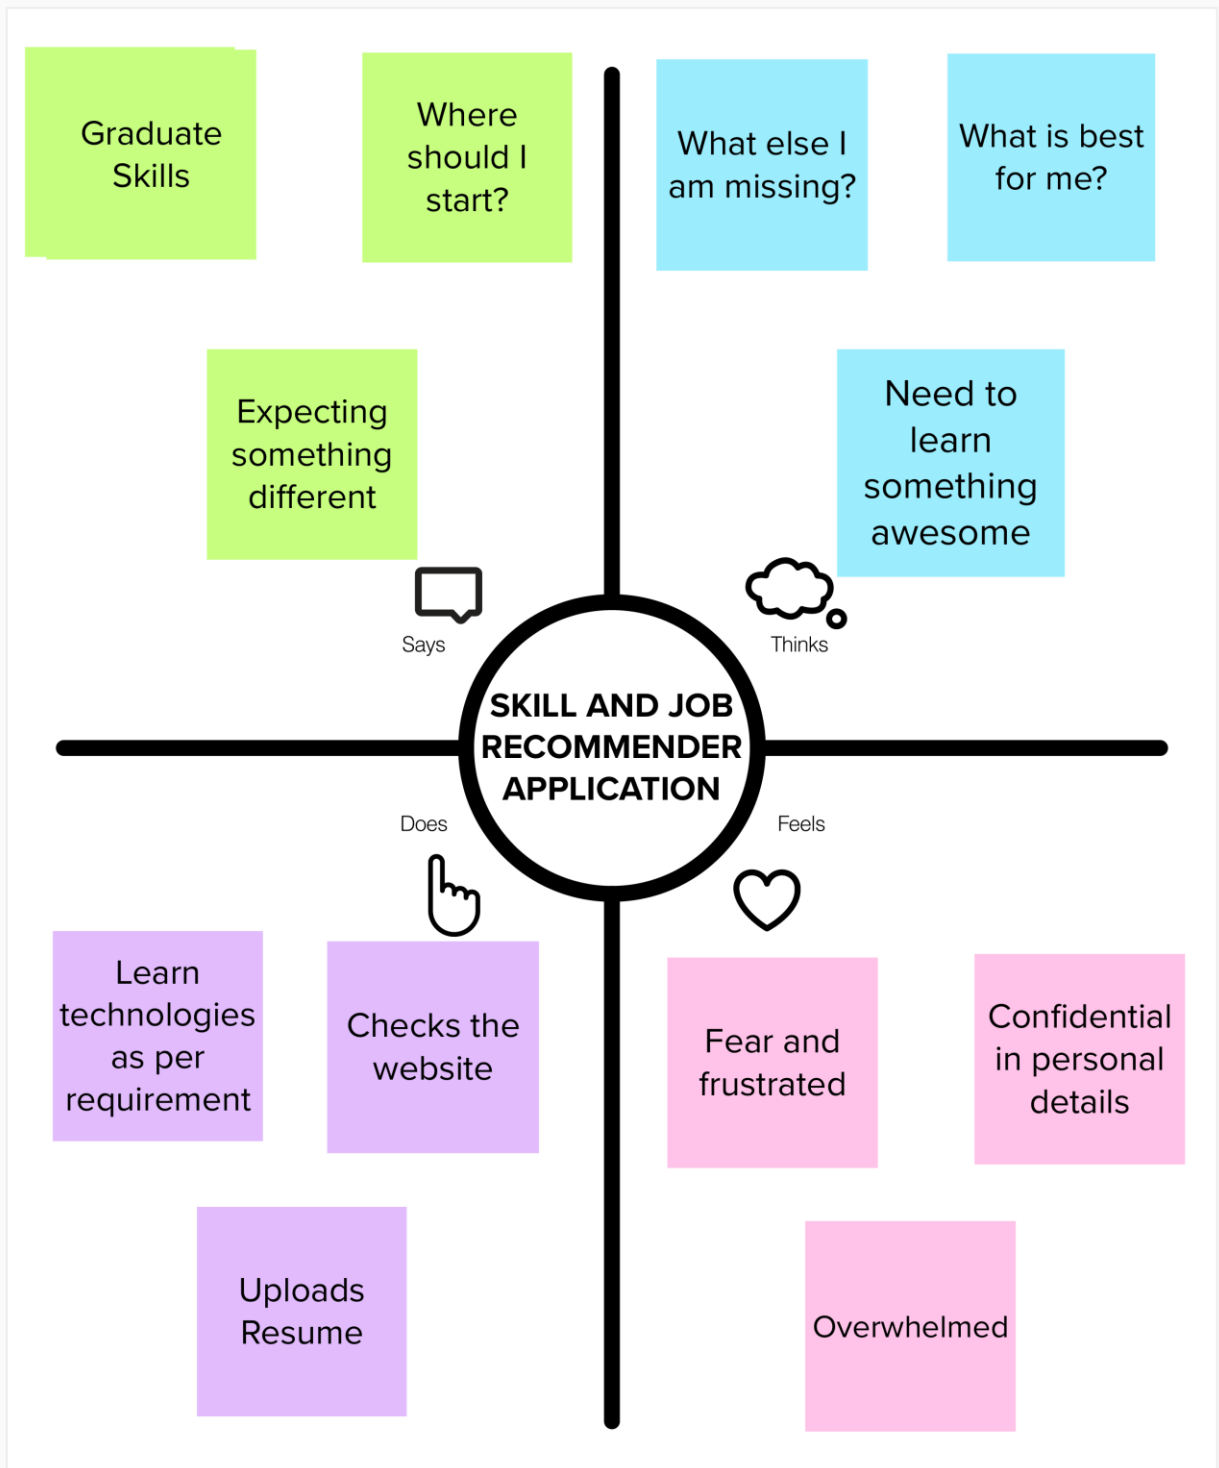 Graduate
Skills
Where
should I
start?
Expecting
something
different
Says
What else I
am missing?
What is best
for me?
Need to
learn
something
awesome
Thinks
SKILL AND JOB
RECOMMENDER
APPLICATION
Does
Learn
technologies
as per
requirement
Checks the
website
Uploads
Resume
Feels
Fear and
frustrated
Confidential
in personal
details
Overwhelmed